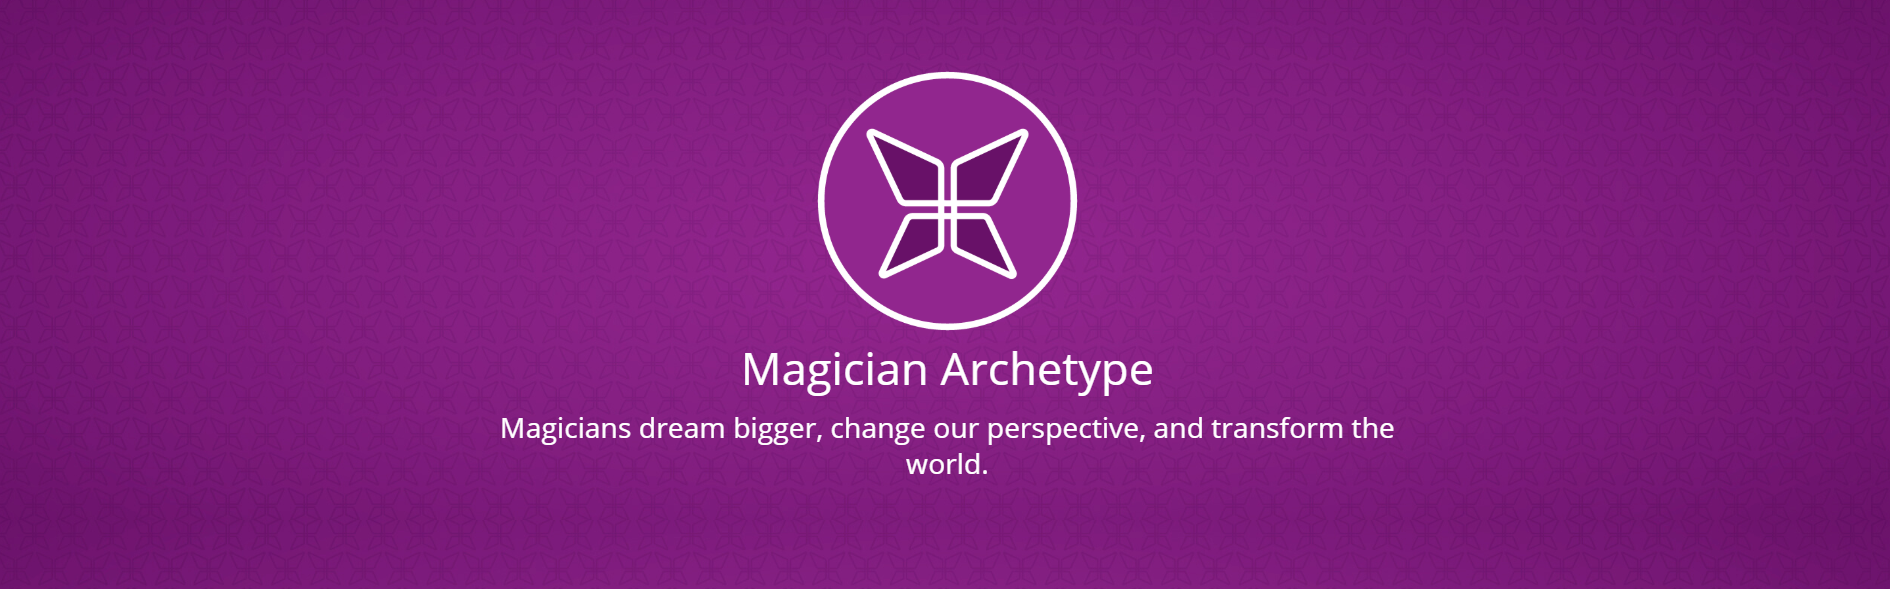 Magician Archetype
Magicians dream bigger, change our perspective, and transform the
world.